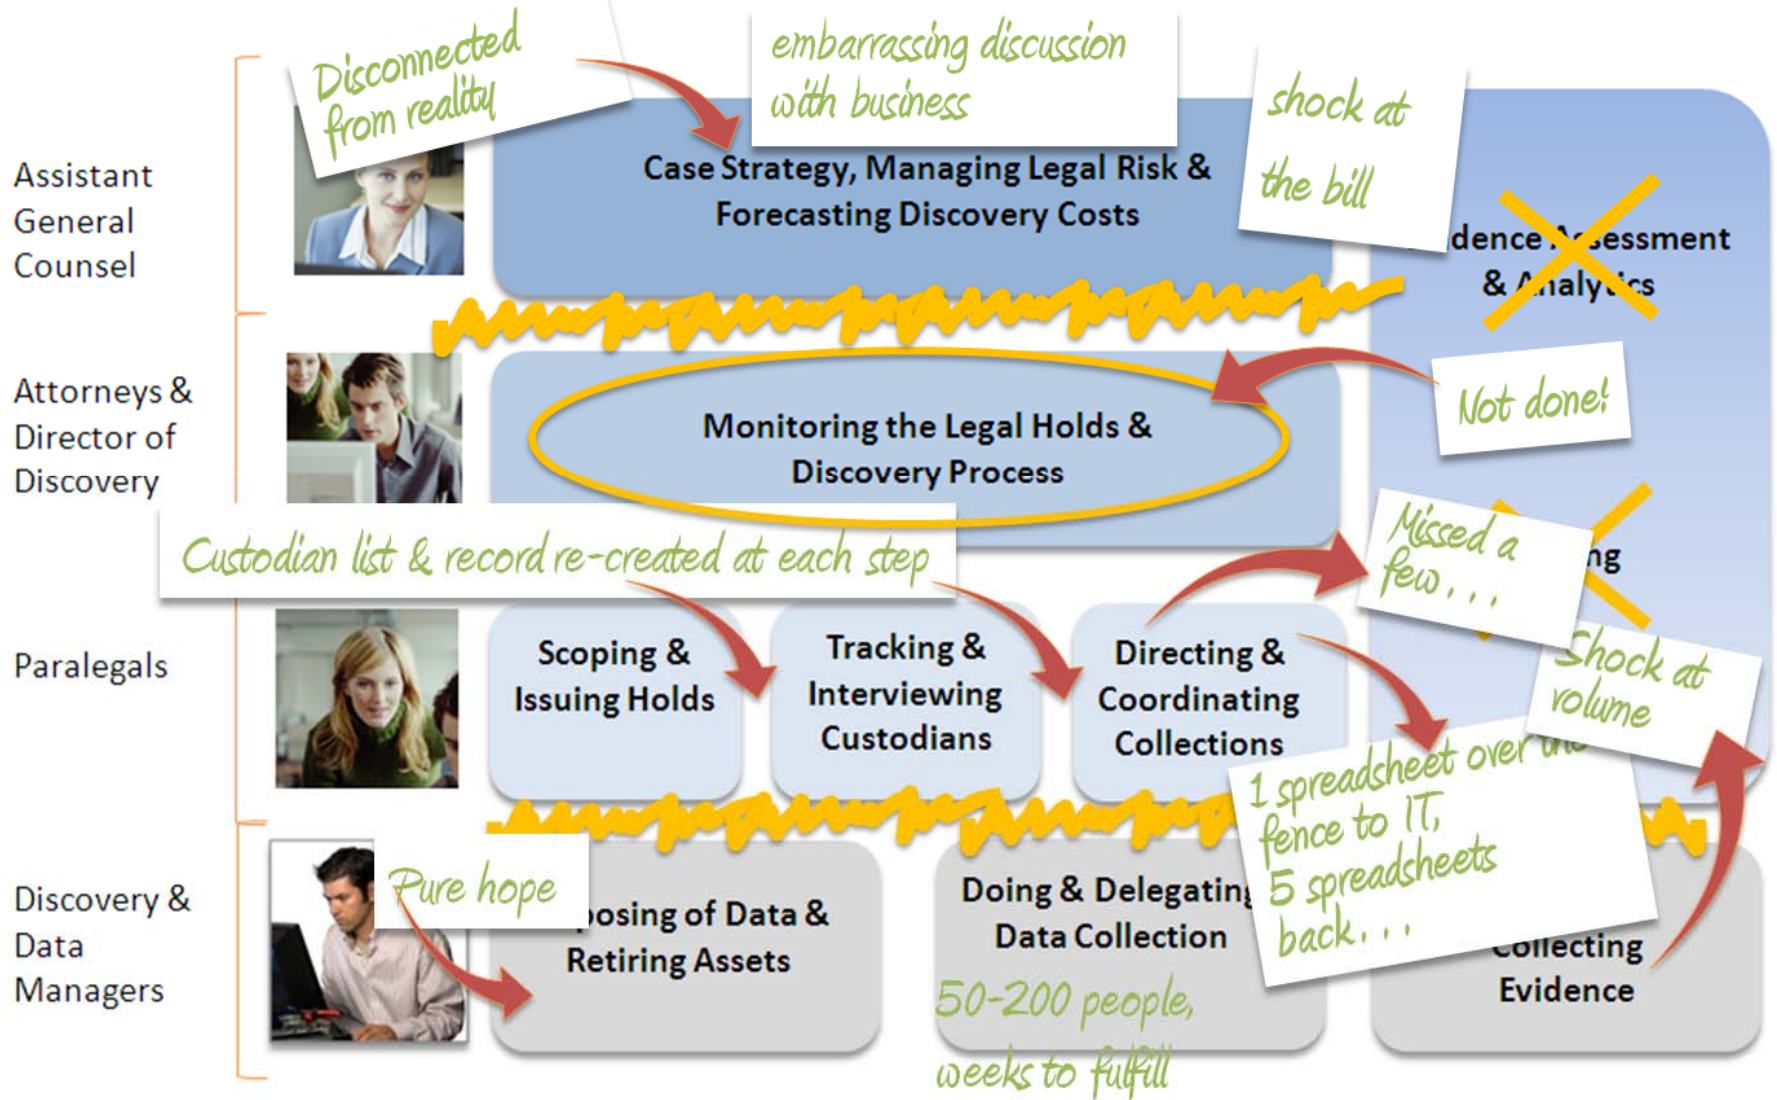 Disconnected
from reality
embarrassing discussion
with business
shock at
the bill
Assistant
General
Counsel
Case Strategy, Managing Legal Risk &
Forecasting Discovery Costs
Assessment
& Analytics
Attorneys &
Director of
Discovery
Monitoring the Legal Holds &
Discovery Process
Not done!
Custodian list & record re-created at each step
Missed a
few...
Paralegals
Scoping &
Issuing Holds
Tracking &
Interviewing
Custodians
Directing &
Coordinating
Collections
Shock at
volume
1 spreadsheet over the
fence to IT,
5 spreadsheets
back...
Discovery &
Data
Managers
Pure hope
of Data &
Retiring Assets
Doing & Delegating
Data Collection
50-200 people,
weeks to fulfill
Collecting
Evidence